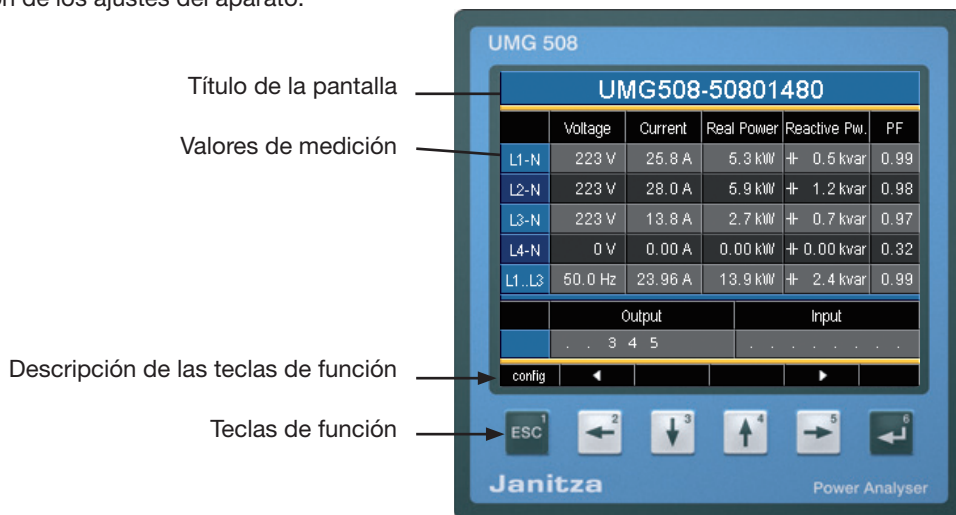 n de los ajustes del aparato.
UMG 508
Título de la pantalla
UMG508-50801480
Voltage Current Real Power Reactive Pw. PF
Valores de medición
L1-N 223 V 25.8 A 5.3 kW 0.5 kvar 0.99
L2-N 223 V 28.0 A 5.9 kW 1.2 kvar 0.98
L3-N 223 V 13.8 A 2.7 kW 0.7 kvar 0.97
L4-N 0 V 0.00 A 0.00 kW 0.00 kvar 0.32
L1..L3 50.0 Hz 23.96 A 13.9 kW 2.4 kvar 0.99
Output Input
. . 3 4 5 . . . . . . . .
Descripción de las teclas de función
config
Teclas de función
ESC 1 2 3 4 5 6
Janitza Power Analyser